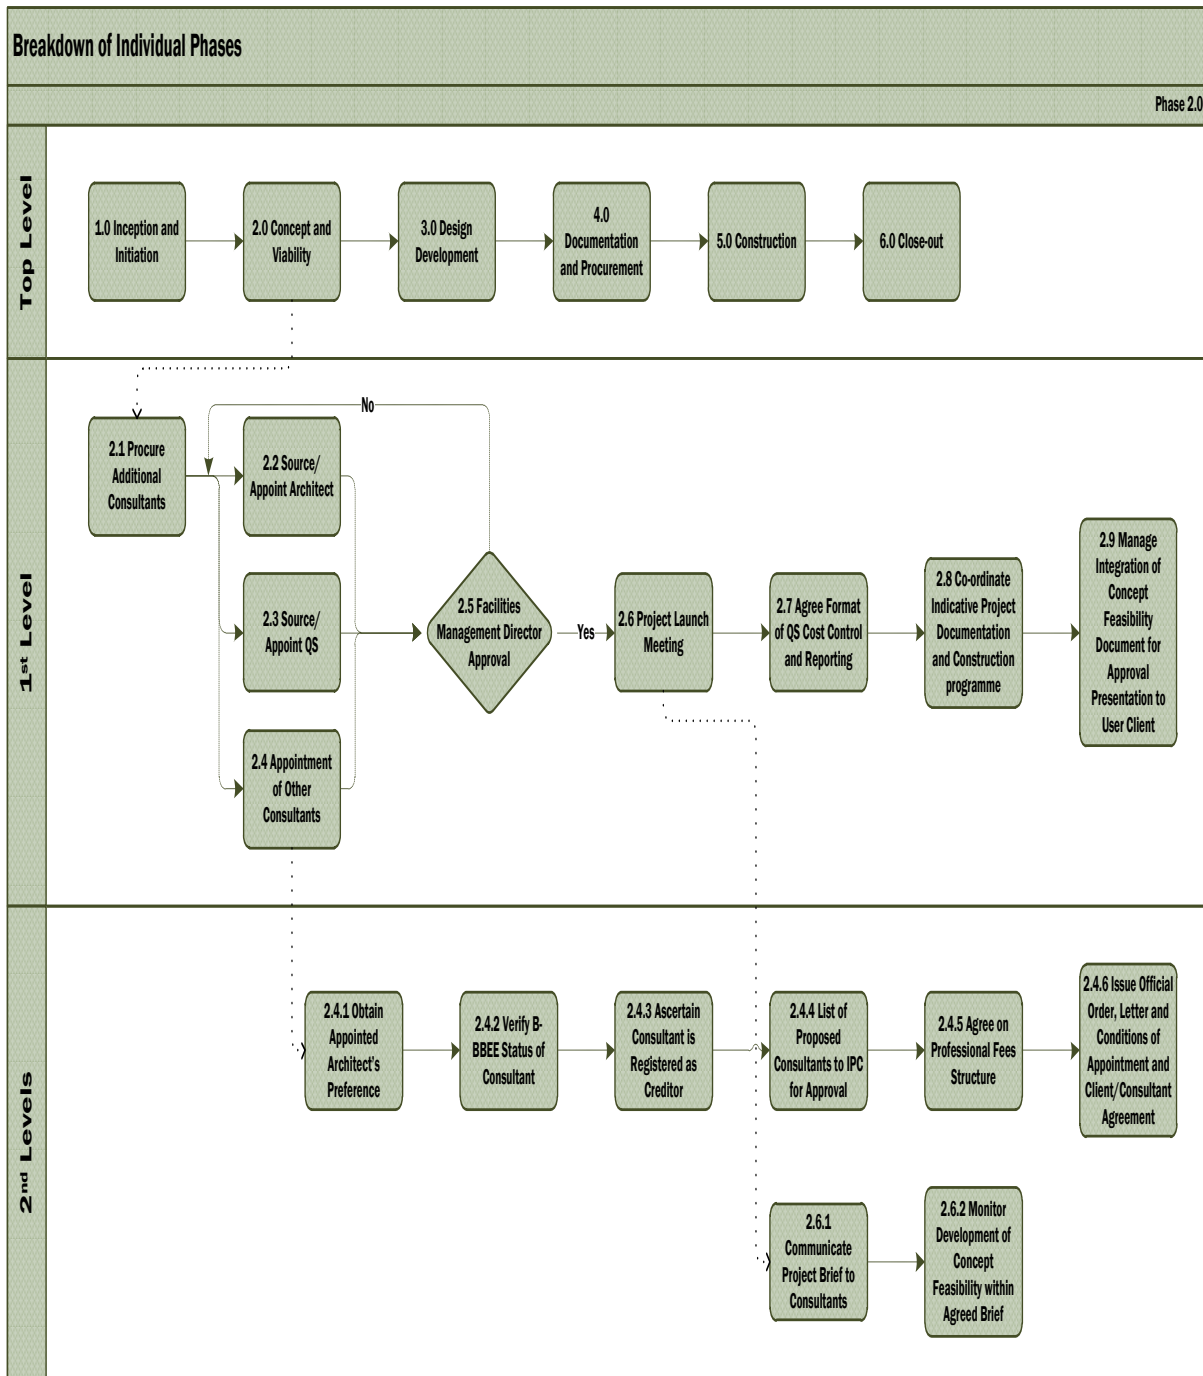 Breakdown of Individual Phases
Phase 2.0
Top Level
1.0 Inception and
Initiation
2.0 Concept and
Viability
3.0 Design
Development
4.0
Documentation
and Procurement
5.0 Construction
6.0 Close-out
1st Level
No
2.1 Procure
Additional
Consultants
2.2 Source/
Appoint Architect
2.3 Source/
Appoint QS
2.4 Appointment
of Other
Consultants
2.5 Facilities
Management Director
Approval
Yes
2.6 Project Launch
Meeting
2.7 Agree Format
of QS Cost Control
and Reporting
2.8 Co-ordinate
Indicative Project
Documentation
and Construction
programme
2.9 Manage
Integration of
Concept
Feasibility
Document for
Approval
Presentation to
User Client
2nd Levels
2.4.1 Obtain
Appointed
Architect's
Preference
2.4.2 Verify B-
BBEE Status of
Consultant
2.4.3 Ascertain
Consultant is
Registered as
Creditor
2.4.4 List of
Proposed
Consultants to IPC
for Approval
2.4.5 Agree on
Professional Fees
Structure
2.4.6 Issue Official
Order, Letter and
Conditions of
Appointment and
Client/Consultant
Agreement
2.6.1
Communicate
Project Brief to
Consultants
2.6.2 Monitor
Development of
Concept
Feasibility within
Agreed Brief